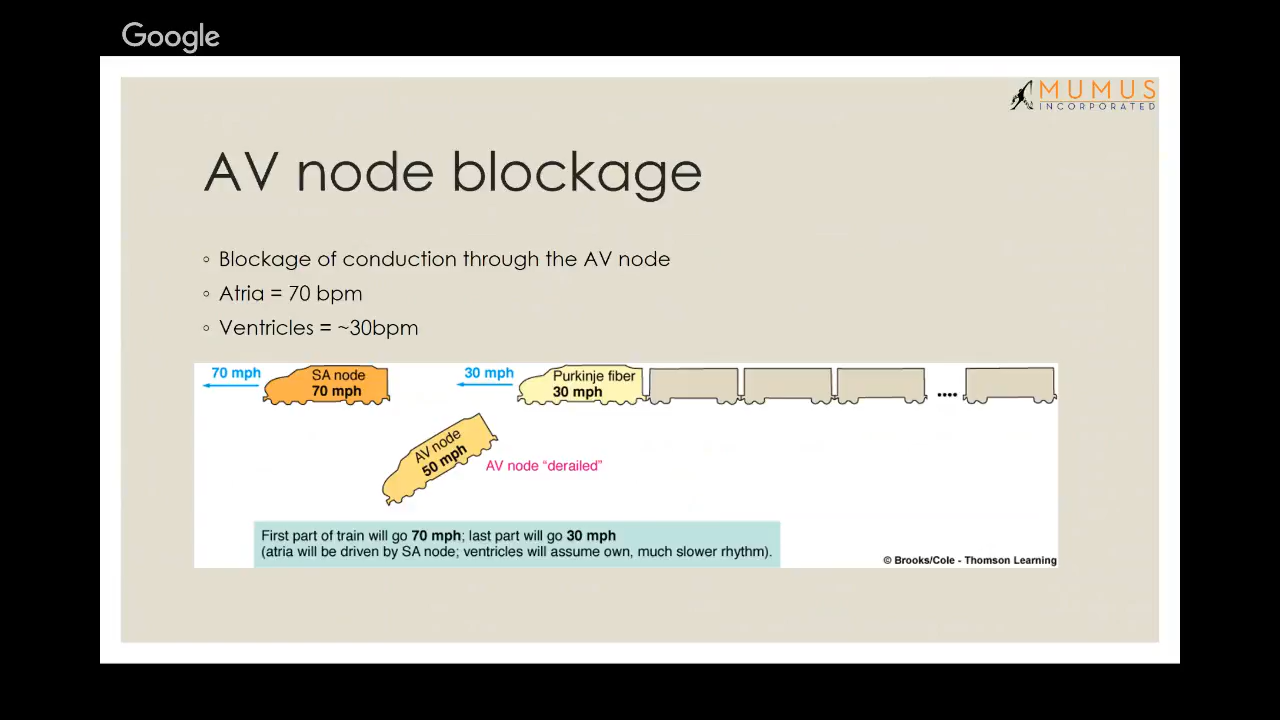 Google
MUMUS
INCORPORATED
AV node blockage
◦ Blockage of conduction through the AV node
◦ Atria = 70 bpm
◦ Ventricles = ~30bpm
70 mph
SA node
70 mph
30 mph
Purkinje fiber
30 mph
....
AV node
50 mph
AV node “derailed”
First part of train will go 70 mph; last part will go 30 mph
(atria will be driven by SA node; ventricles will assume own, much slower rhythm).
© Brooks/Cole - Thomson Learning